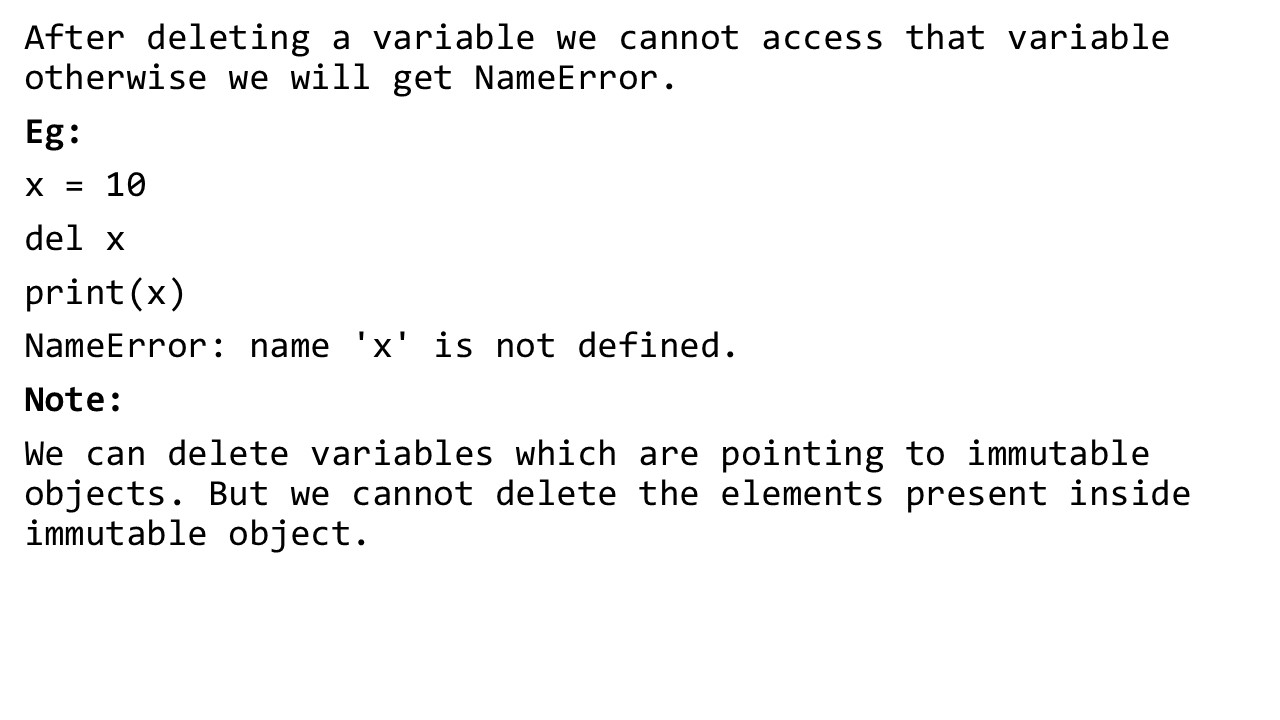 After deleting a variable we cannot access that variable
otherwise we will get NameError.
Eg:
x = 10
del x
print(x)
NameError: name 'x' is not defined.
Note:
We can delete variables which are pointing to immutable
objects. But we cannot delete the elements present inside
immutable object.